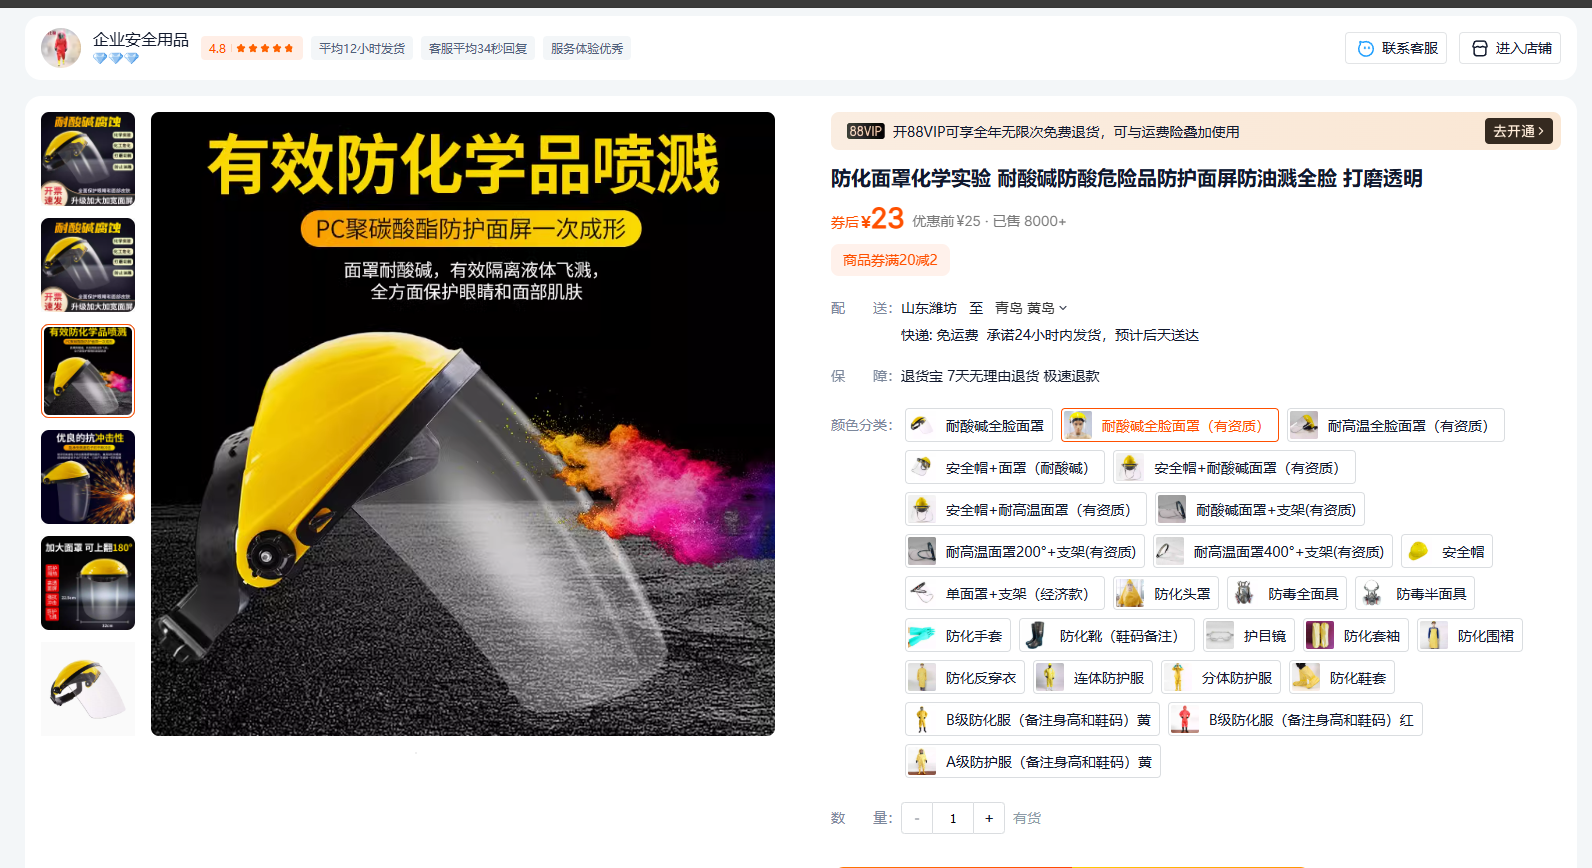 企业安全用品
4.8
平均12小时发货
客服平均34秒回复
服务体验优秀
联系客服
进入店铺
耐酸碱腐蚀
开票
速发
升级加大加宽面屏
耐酸碱腐蚀
开票
速发
升级加大加宽面屏
有效防化学品喷溅
优良的抗冲击性
加大面罩 可上翻180°
有效防化学品喷溅
PC聚碳酸酯防护面屏一次成形
面罩耐酸碱，有效隔离液体飞溅，
全方面保护眼睛和面部肌肤
88VIP 开88VIP可享全年无限次免费退货，可与运费险叠加使用
去开通
防化面罩化学实验 耐酸碱防酸危险品防护面屏防油溅全脸 打磨透明
券后¥23 优惠前¥25 · 已售 8000+
商品券满20减2
配 送： 山东潍坊 至 青岛 黄岛
快递: 免运费 承诺24小时内发货，预计后天送达
保 障： 退货宝 7天无理由退货 极速退款
颜色分类： 耐酸碱全脸面罩 耐酸碱全脸面罩（有资质） 耐高温全脸面罩（有资质）
安全帽+面罩（耐酸碱） 安全帽+耐酸碱面罩（有资质）
安全帽+耐高温面罩（有资质） 耐酸碱面罩+支架(有资质)
耐高温面罩200°+支架(有资质) 耐高温面罩400°+支架(有资质) 安全帽
单面罩+支架（经济款） 防化头罩 防毒全面具 防毒半面具
防化手套 防化靴（鞋码备注） 护目镜 防化套袖 防化围裙
防化反穿衣 连体防护服 分体防护服 防化鞋套
B级防化服（备注身高和鞋码）黄 B级防化服（备注身高和鞋码）红
A级防护服（备注身高和鞋码）黄
数 量： - 1 + 有货